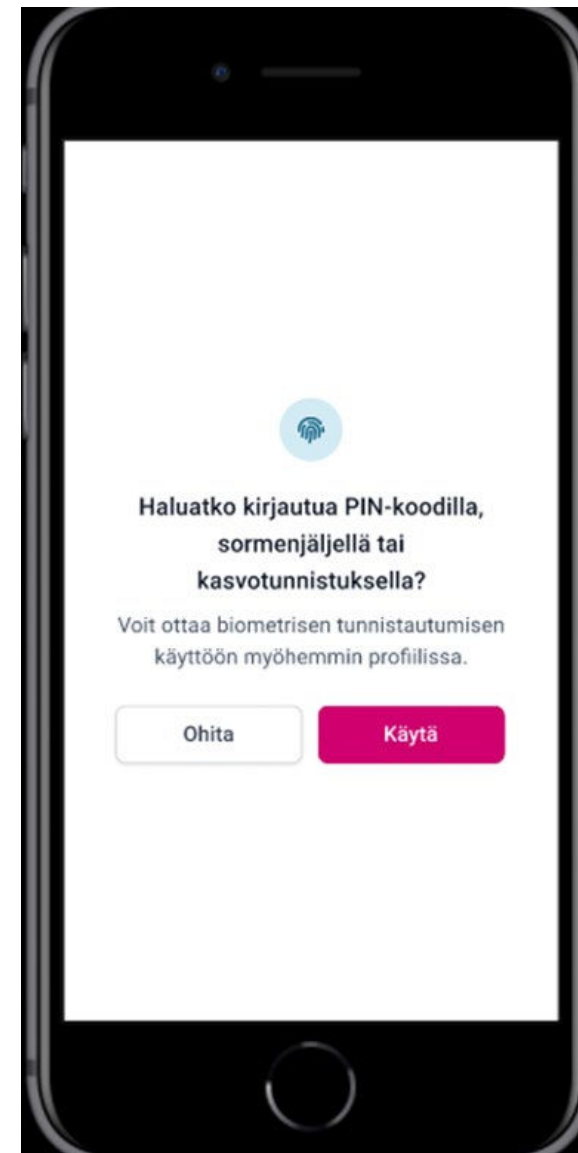 Haluatko kirjautua PIN-koodilla,
sormenjäljellä tai
kasvotunnistuksella?
Voit ottaa biometrisen tunnistautumisen
käyttöön myöhemmin profiilissa.
Ohita
Käytä